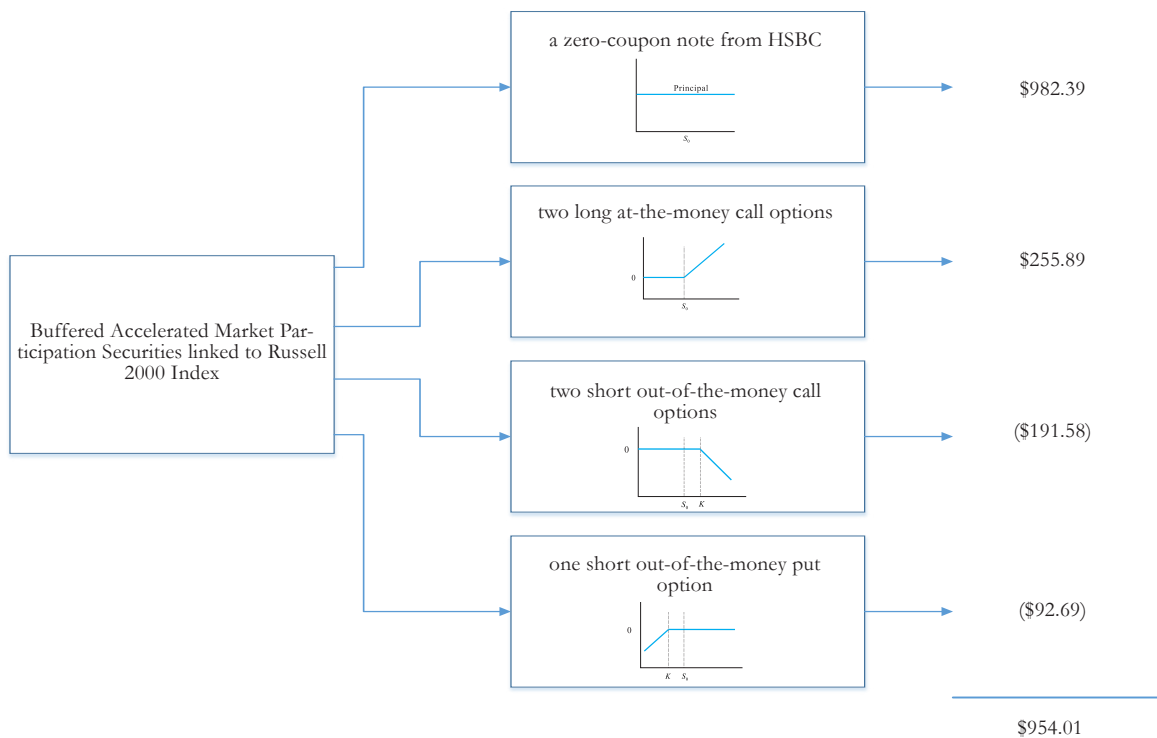 a zero-coupon note from HSBC
Principal
S0
$982.39
two long at-the-money call options
0
S0
$255.89
Buffered Accelerated Market Par-
ticipation Securities linked to Russell
2000 Index
two short out-of-the-money call
options
0
S0 K
($191.58)
one short out-of-the-money put
option
0
K S0
($92.69)
$954.01